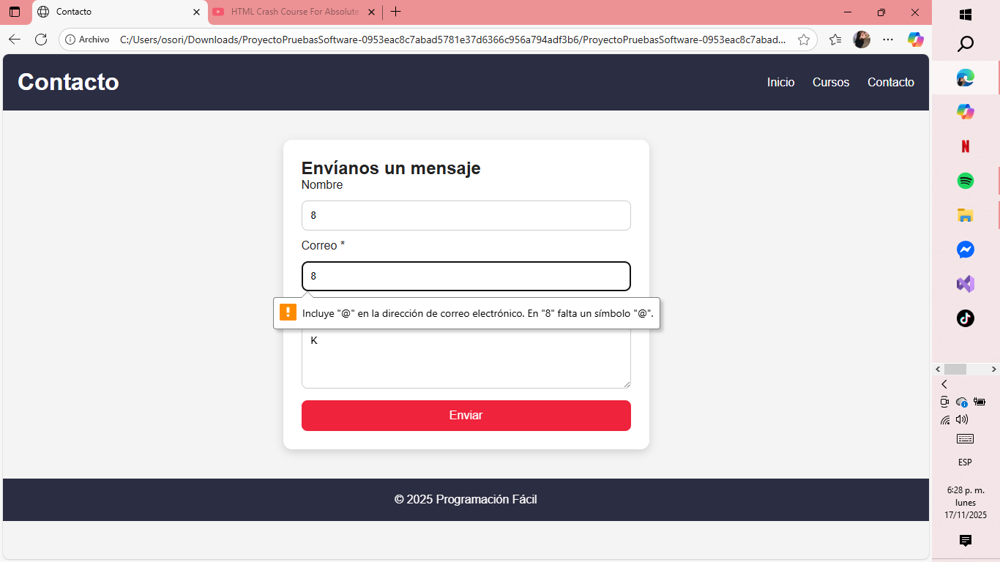 Contacto
HTML Crash Course For Absolute
Archivo
C:/Users/osori/Downloads/ProyectoPruebasSoftware-0953eac8c7abad5781e37d6366c956a794adf3b6/ProyectoPruebasSoftware-0953eac8c7abad...
Contacto
Inicio
Cursos
Contacto
Envíanos un mensaje
Nombre
8
Correo *
8
Incluye "@" en la dirección de correo electrónico. En "8" falta un símbolo "@".
K
Enviar
© 2025 Programación Fácil
N
ESP
6:28 p. m.
lunes
17/11/2025